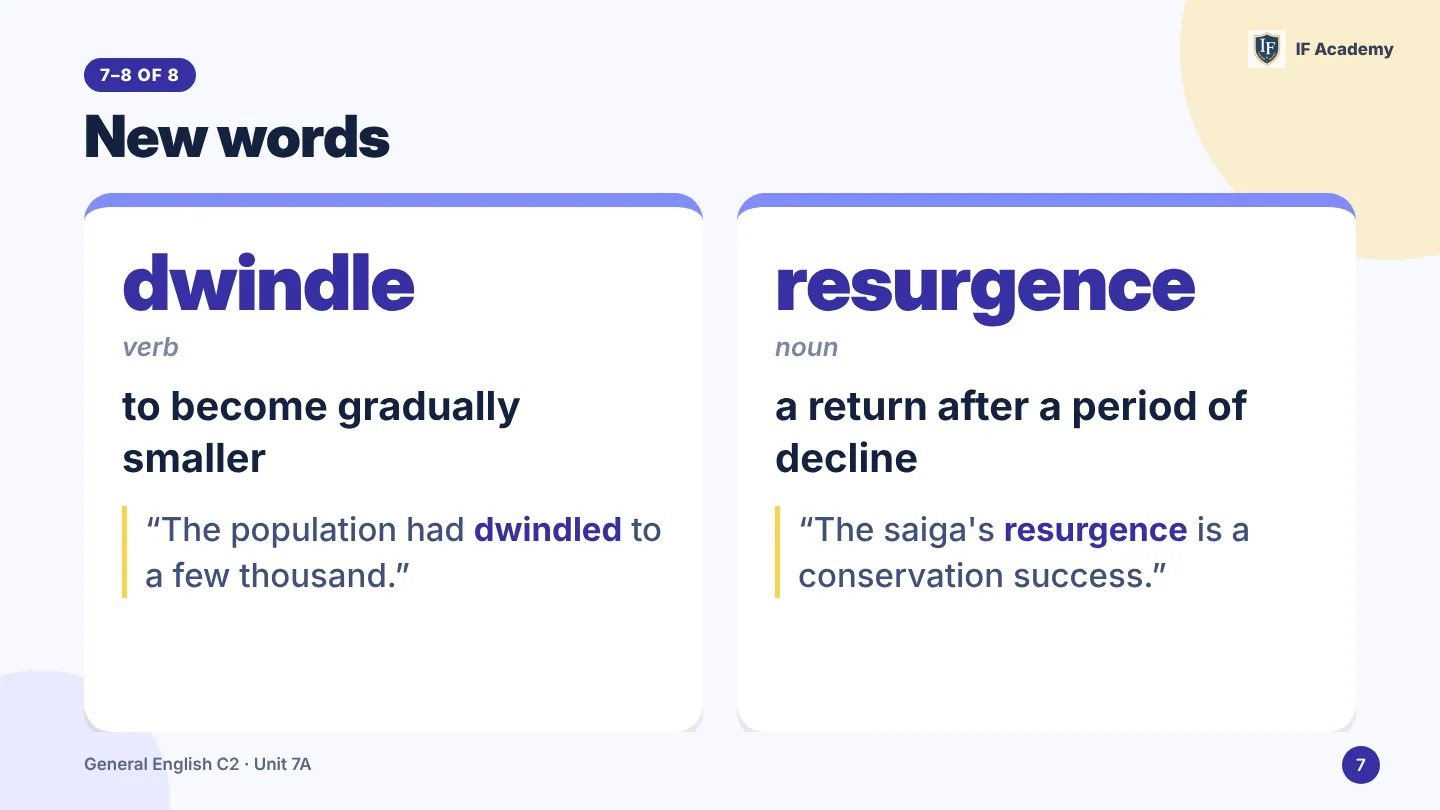 IF
IF Academy
7–8 OF 8
New words
dwindle
verb
to become gradually
smaller
“The population had dwindled to
a few thousand.”
resurgence
noun
a return after a period of
decline
“The saiga's resurgence is a
conservation success.”
General English C2 · Unit 7A
7